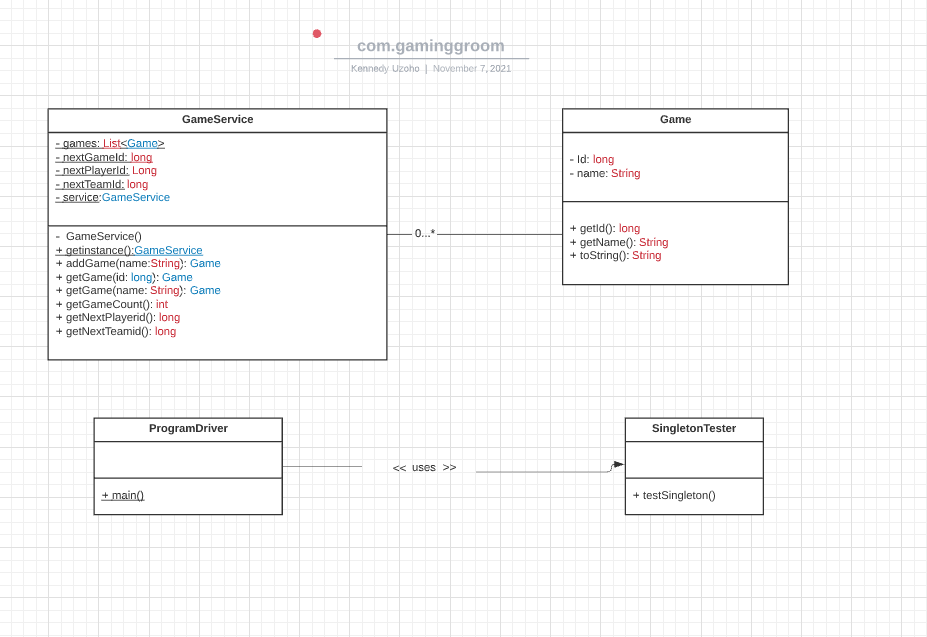 com.gaminggroom
Kennedy Uzoho | November 7, 2021
GameService
- games: List<Game>
- nextGameId: long
- nextPlayerId: Long
- nextTeamId: long
- service:GameService
- GameService()
+ getinstance():GameService
+ addGame(name:String): Game
+ getGame(id: long): Game
+ getGame(name: String): Game
+ getGameCount(): int
+ getNextPlayerid(): long
+ getNextTeamid(): long
0...*
Game
- Id: long
- name: String
+ getId(): long
+ getName(): String
+ toString(): String
ProgramDriver
+ main()
<< uses >>
SingletonTester
+ testSingleton()